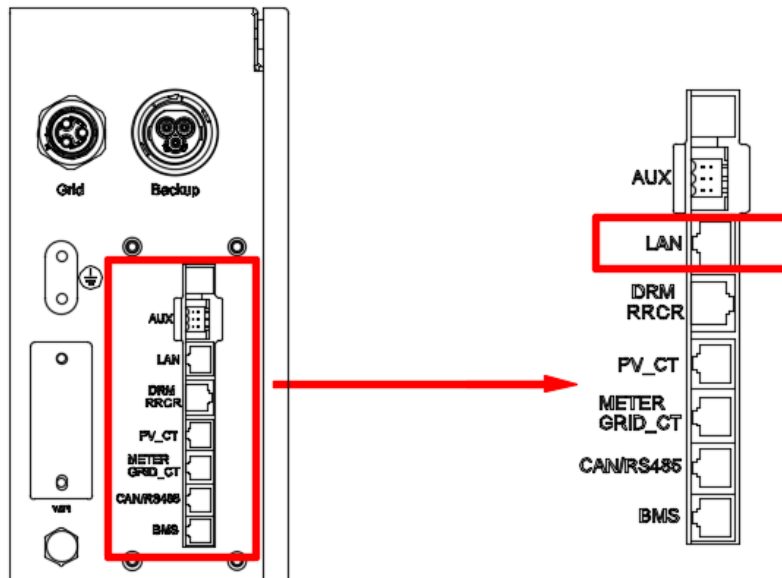 Grid
Backup
AUX
LAN
DRM
RRCR
PV_CT
METER
GRID_CT
CAN/RS485
BMS
WIFI
AUX
LAN
DRM
RRCR
PV_CT
METER
GRID_CT
CAN/RS485
BMS